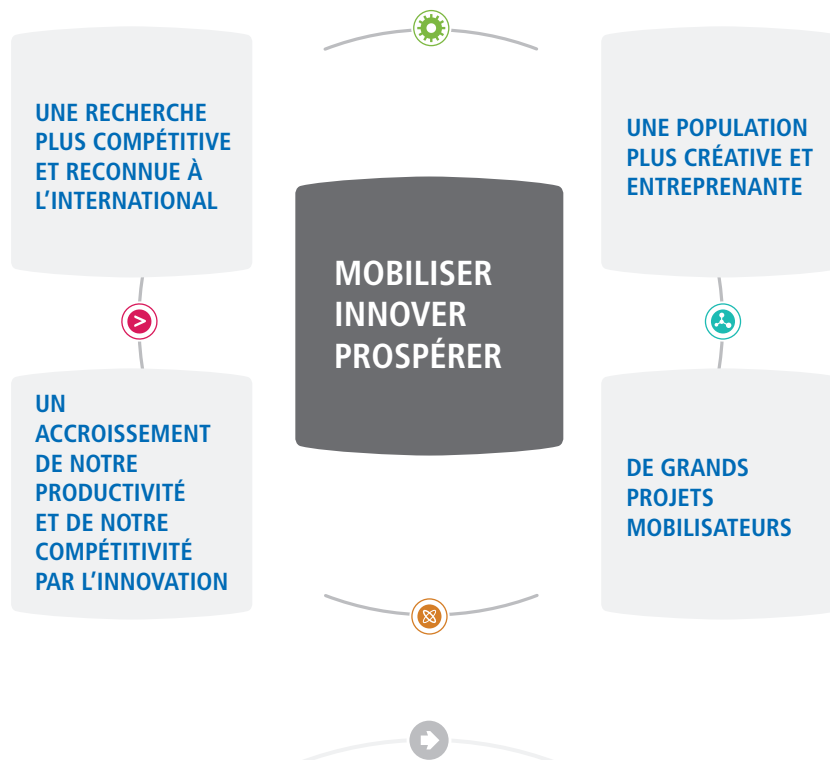 UNE RECHERCHE
PLUS COMPÉTITIVE
ET RECONNUE À
L'INTERNATIONAL
UNE POPULATION
PLUS CRÉATIVE ET
ENTREPRENANTE
MOBILISER
INNOVER
PROSPÉRER
UN
ACCROISSEMENT
DE NOTRE
PRODUCTIVITÉ
ET DE NOTRE
COMPÉTITIVITÉ
PAR L'INNOVATION
DE GRANDS
PROJETS
MOBILISATEURS